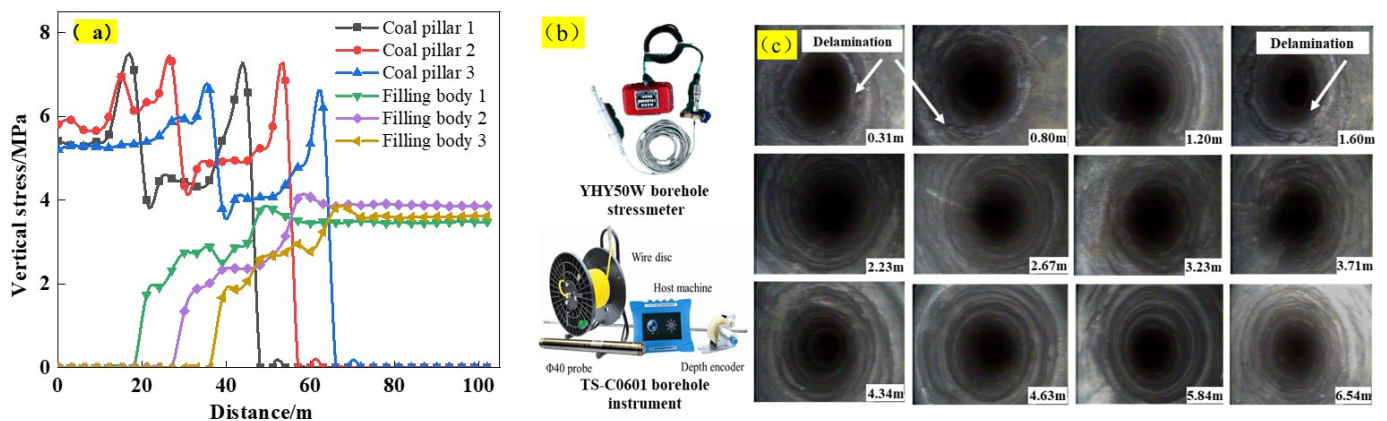 ( a)
Coal pillar 1
Coal pillar 2
Coal pillar 3
Filling body 1
Filling body 2
Filling body 3
8
6
4
2
0
Vertical stress/MPa
0
20
40
60
80
100
Distance/m
(b)
YHY50W borehole
stressmeter
Wire disc
Host machine
Φ40 probe
Depth encoder
TS-C0601 borehole
instrument
(c)
Delamination
Delamination
0.31m
0.80m
1.20m
1.60m
2.23m
2.67m
3.23m
3.71m
4.34m
4.63m
5.84m
6.54m